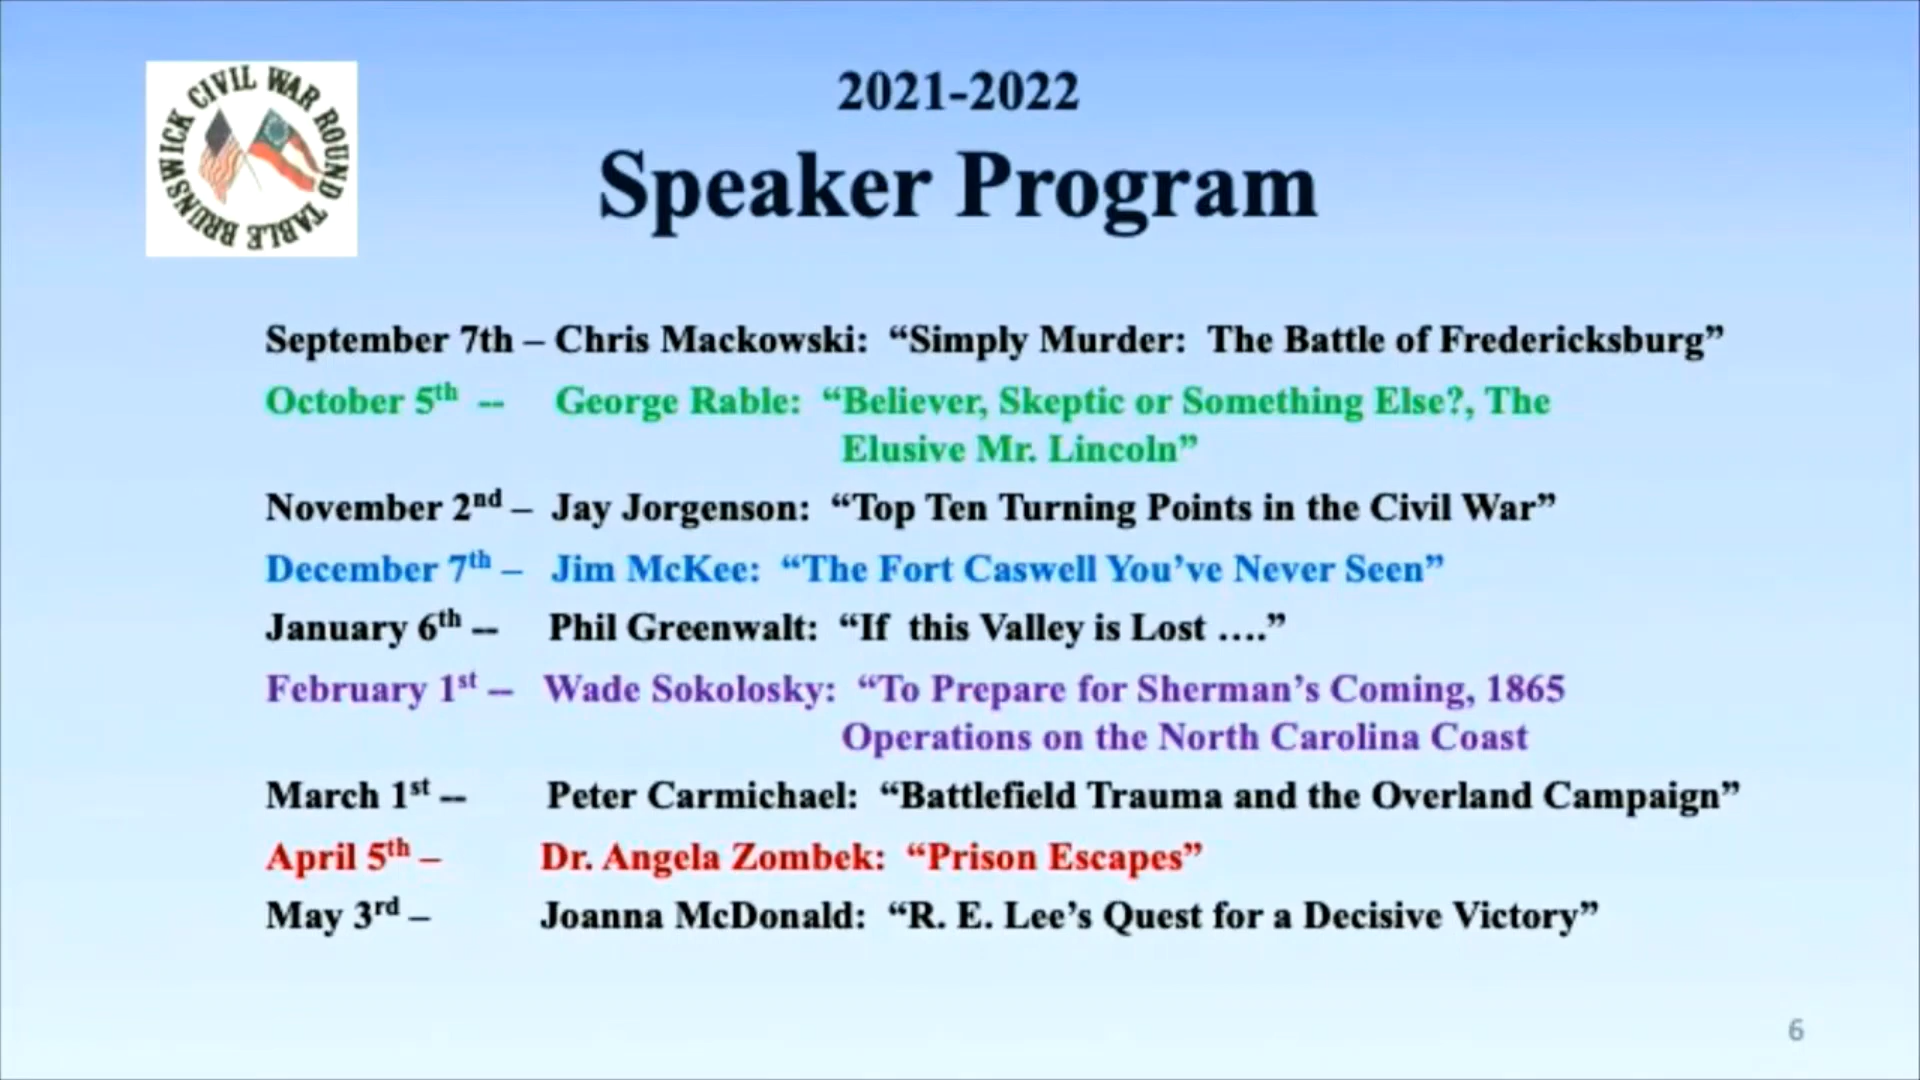 BRUNSWICK CIVIL WAR ROUND TABLE
2021-2022
Speaker Program
September 7th – Chris Mackowski: “Simply Murder: The Battle of Fredericksburg”
October 5th -- George Rable: “Believer, Skeptic or Something Else?, The
Elusive Mr. Lincoln”
November 2nd – Jay Jorgenson: “Top Ten Turning Points in the Civil War”
December 7th – Jim McKee: “The Fort Caswell You’ve Never Seen”
January 6th -- Phil Greenwalt: “If this Valley is Lost ….”
February 1st – Wade Sokolosky: “To Prepare for Sherman’s Coming, 1865
Operations on the North Carolina Coast
March 1st -- Peter Carmichael: “Battlefield Trauma and the Overland Campaign”
April 5th – Dr. Angela Zombek: “Prison Escapes”
May 3rd – Joanna McDonald: “R. E. Lee’s Quest for a Decisive Victory”
6